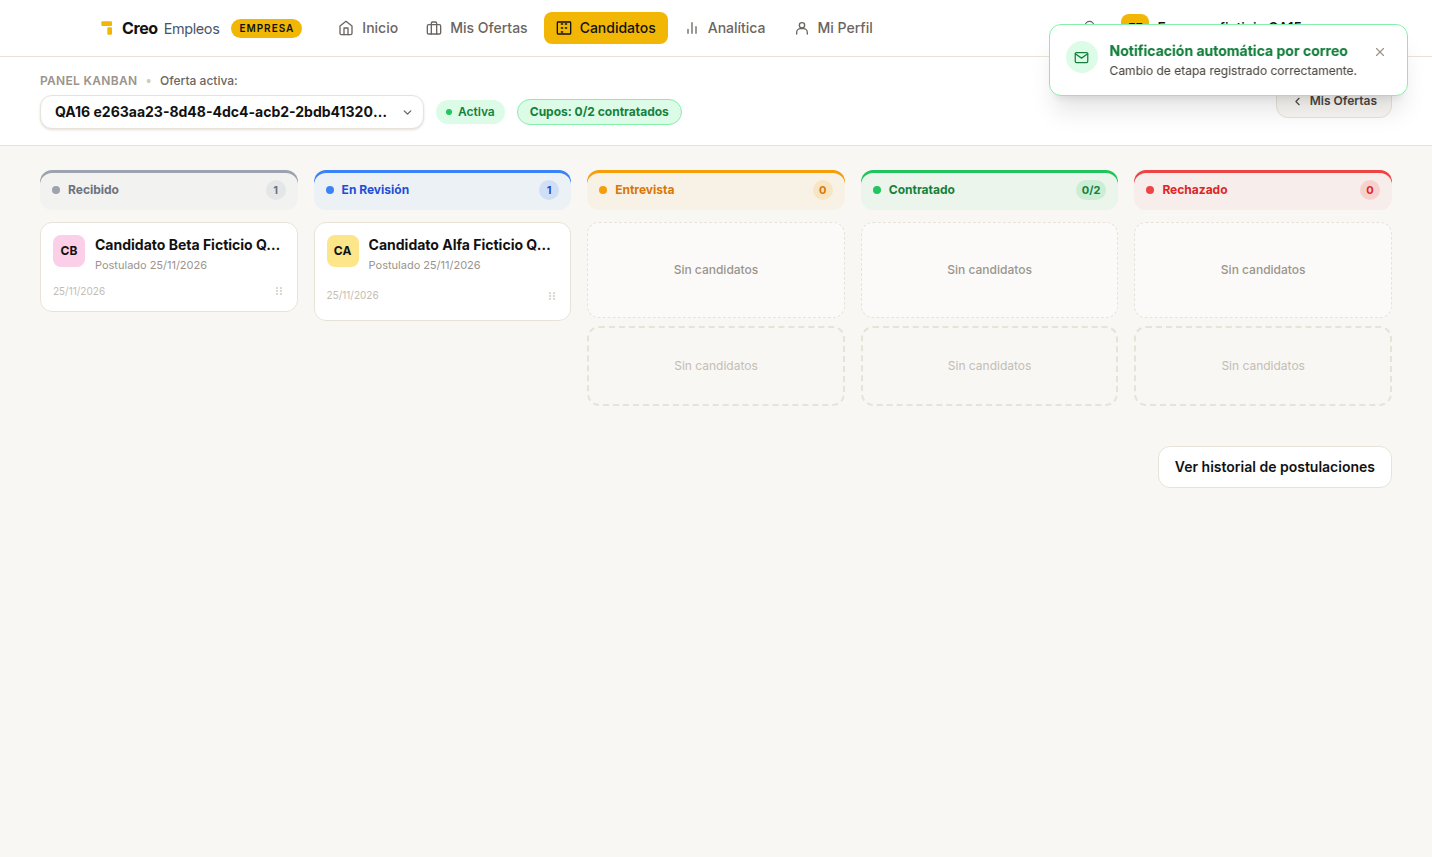 Creo Empleos EMPRESA
Inicio
Mis Ofertas
Candidatos
Analítica
Mi Perfil
Notificación automática por correo
Cambio de etapa registrado correctamente.
PANEL KANBAN • Oferta activa:
QA16 e263aa23-8d48-4dc4-acb2-2bdb41320...
Activa
Cupos: 0/2 contratados
Mis Ofertas
Recibido 1
En Revisión 1
Entrevista 0
Contratado 0/2
Rechazado 0
CB
Candidato Beta Ficticio Q...
Postulado 25/11/2026
25/11/2026
CA
Candidato Alfa Ficticio Q...
Postulado 25/11/2026
25/11/2026
Sin candidatos
Sin candidatos
Sin candidatos
Sin candidatos
Sin candidatos
Sin candidatos
Ver historial de postulaciones